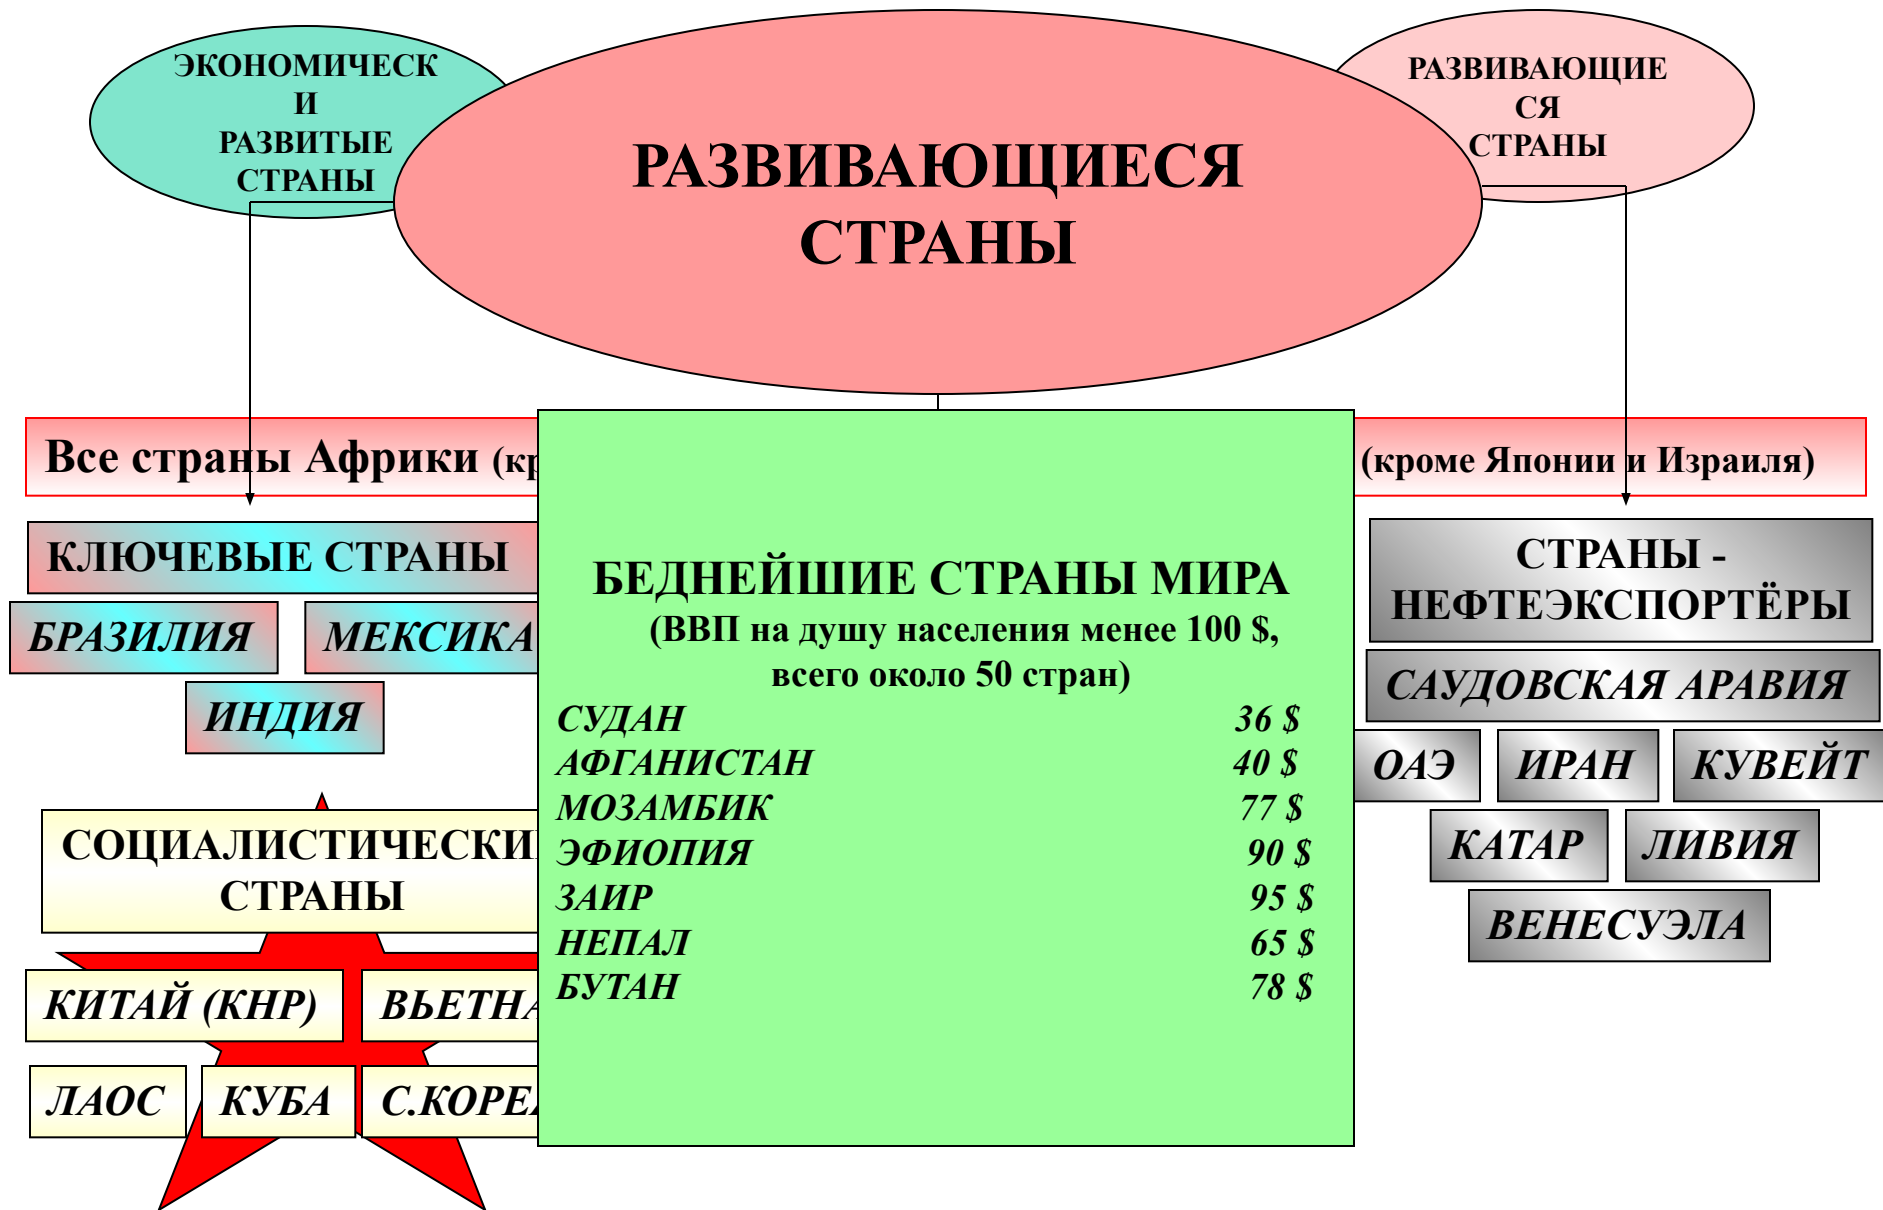 ЭКОНОМИЧЕСК
И
РАЗВИТЫЕ
СТРАНЫ
РАЗВИВАЮЩИЕСЯ
СТРАНЫ
РАЗВИВАЮЩИЕ
СЯ
СТРАНЫ
Все страны Африки
(кроме Японии и Израиля)
КЛЮЧЕВЫЕ СТРАНЫ
БРАЗИЛИЯ
МЕКСИКА
ИНДИЯ
СОЦИАЛИСТИЧЕСКИ
СТРАНЫ
КИТАЙ (КНР)
ВЬЕТНА
ЛАОС
КУБА
С.КОРЕ
БЕДНЕЙШИЕ СТРАНЫ МИРА
(ВВП на душу населения менее 100 $,
всего около 50 стран)
СУДАН 36 $
АФГАНИСТАН 40 $
МОЗАМБИК 77 $
ЭФИОПИЯ 90 $
ЗАИР 95 $
НЕПАЛ 65 $
БУТАН 78 $
СТРАНЫ -
НЕФТЕЭКСПОРТЁРЫ
САУДОВСКАЯ АРАВИЯ
ОАЭ
ИРАН
КУВЕЙТ
КАТАР
ЛИВИЯ
ВЕНЕСУЭЛА